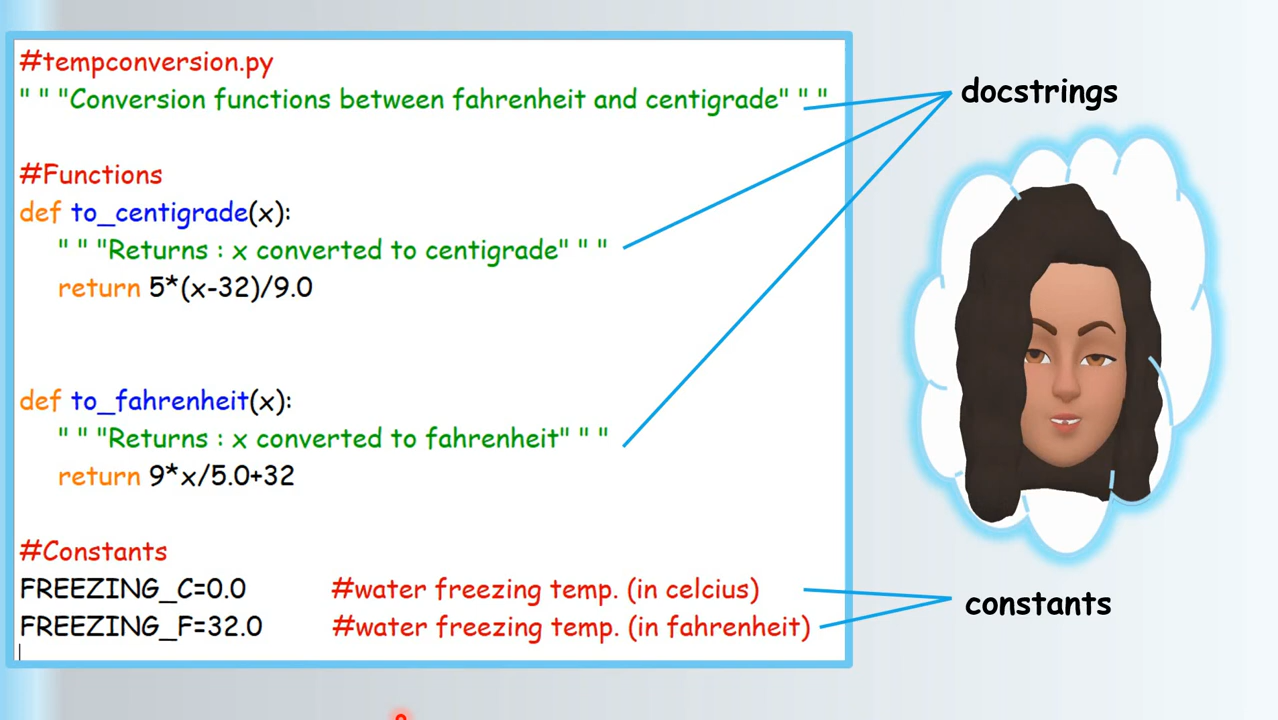 #tempconversion.py
" " "Conversion functions between fahrenheit and centigrade" " "
docstrings
#Functions
def to_centigrade(x):
" " "Returns : x converted to centigrade" " "
return 5*(x-32)/9.0
def to_fahrenheit(x):
" " "Returns : x converted to fahrenheit" " "
return 9*x/5.0+32
#Constants
FREEZING_C=0.0 #water freezing temp. (in celcius)
FREEZING_F=32.0 #water freezing temp. (in fahrenheit)
constants